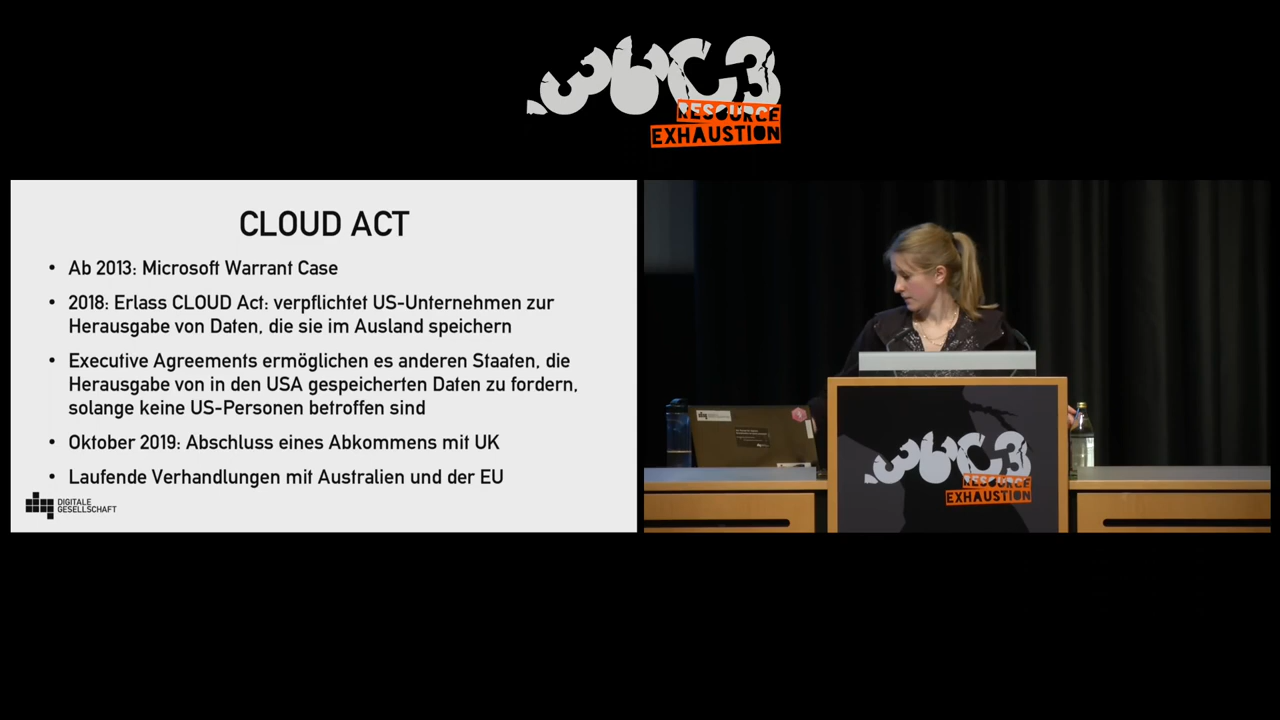 36C3
RESOURCE
EXHAUSTION
CLOUD ACT
• Ab 2013: Microsoft Warrant Case
• 2018: Erlass CLOUD Act: verpflichtet US-Unternehmen zur
Herausgabe von Daten, die sie im Ausland speichern
• Executive Agreements ermöglichen es anderen Staaten, die
Herausgabe von in den USA gespeicherten Daten zu fordern,
solange keine US-Personen betroffen sind
• Oktober 2019: Abschluss eines Abkommens mit UK
• Laufende Verhandlungen mit Australien und der EU
DIGITALE
GESELLSCHAFT
36C3
RESOURCE
EXHAUSTION